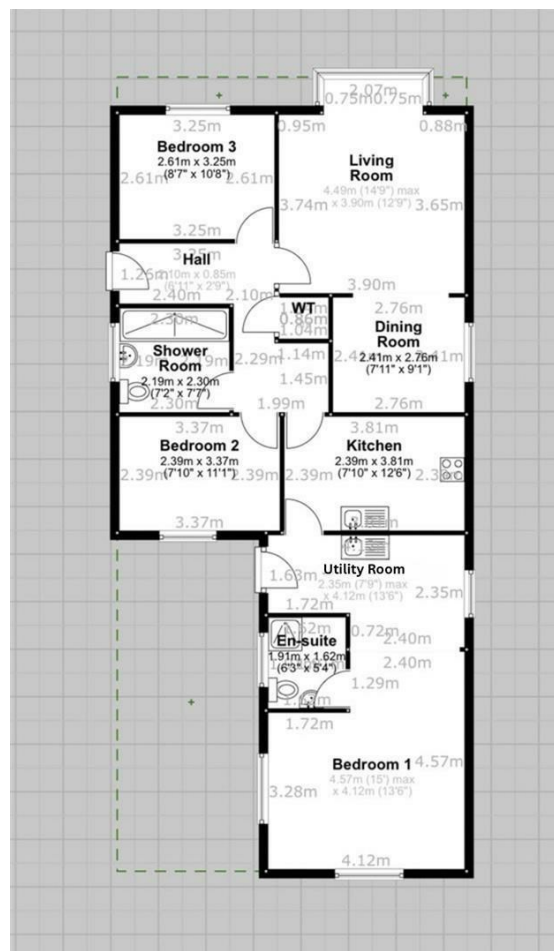 2.07m
0.75m 0.75m
3.25m
0.95m
0.88m
Bedroom 3
2.61m x 3.25m
(8'7" x 10'8")
2.61m
2.61m
3.25m
Living
Room
4.49m (14'9") max
x 3.90m (12'9")
3.74m
3.65m
3.90m
Hall
2.10m x 0.85m
(6'11" x 2'9")
1.26m
2.40m
2.10m
WT
0.86m
1.04m
2.76m
Dining
Room
2.41m x 2.76m
(7'11" x 9'1")
2.76m
Shower
Room
2.19m x 2.30m
(7'2" x 7'7")
2.30m
2.29m
1.14m
1.45m
1.99m
3.37m
Bedroom 2
2.39m x 3.37m
(7'10" x 11'1")
2.39m
2.39m
3.37m
3.81m
Kitchen
2.39m x 3.81m
(7'10" x 12'6")
2.39m
Utility Room
2.35m (7'9") max
x 4.12m (13'6")
1.63m
2.35m
1.72m
0.72m
2.40m
En-suite
1.91m x 1.62m
(6'3" x 5'4")
2.40m
1.29m
1.72m
Bedroom 1
4.57m (15') max
x 4.12m (13'6")
4.57m
3.28m
4.12m